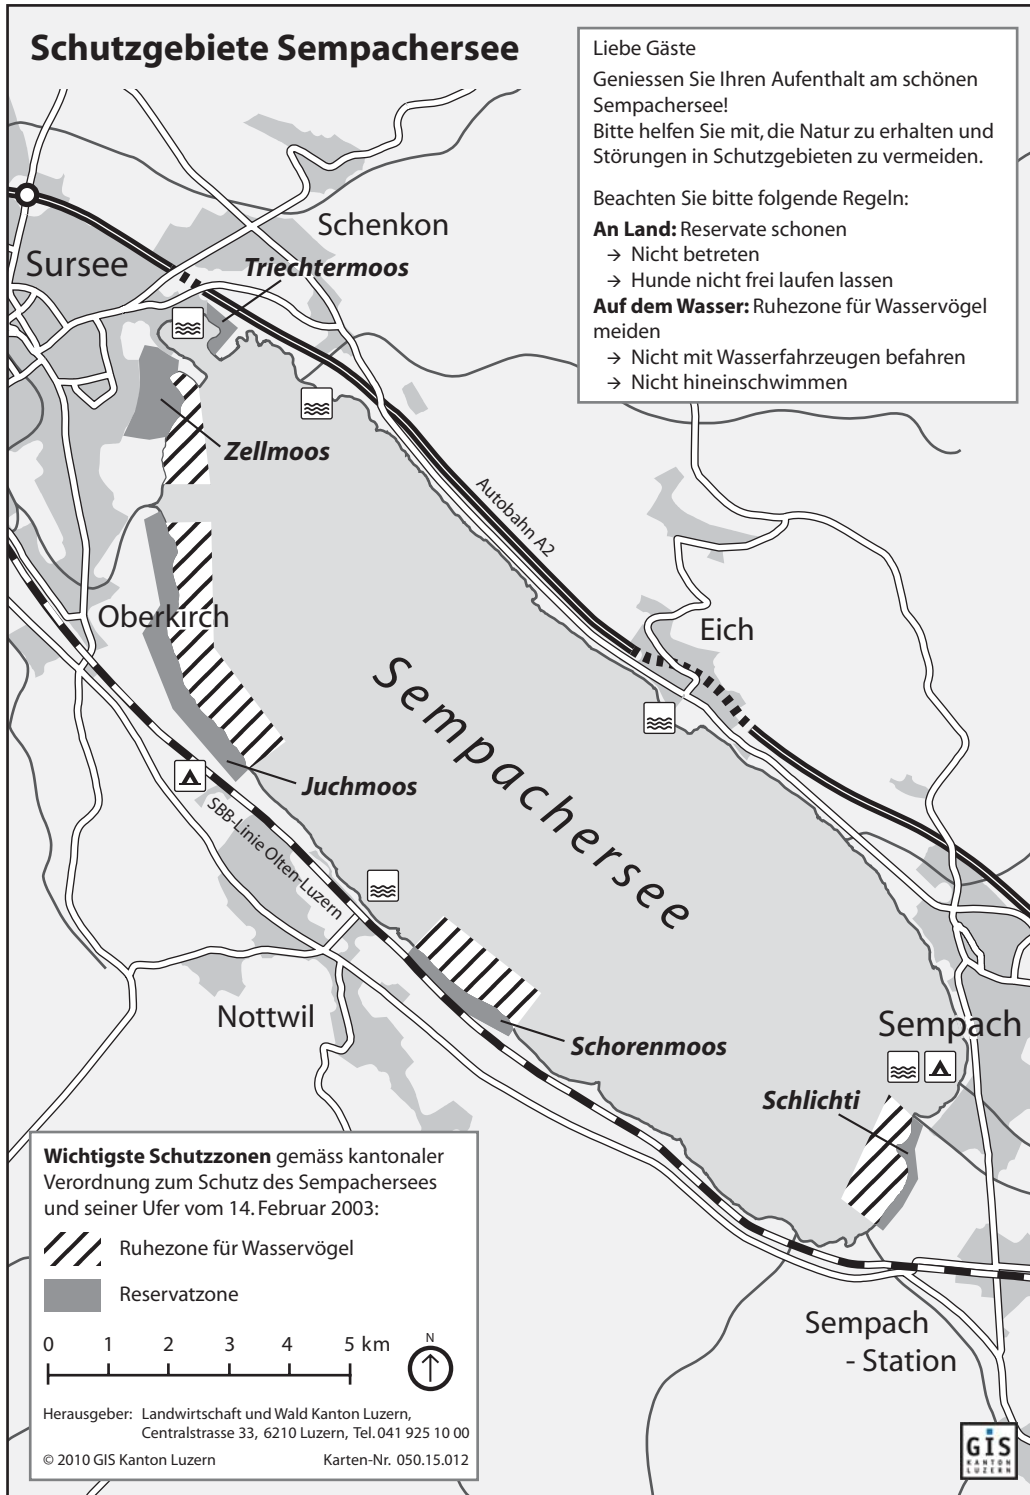 Schutzgebiete Sempachersee
Liebe Gäste
Geniessen Sie Ihren Aufenthalt am schönen
Sempachersee!
Bitte helfen Sie mit, die Natur zu erhalten und
Störungen in Schutzgebieten zu vermeiden.
Beachten Sie bitte folgende Regeln:
An Land: Reservate schonen
→ Nicht betreten
→ Hunde nicht frei laufen lassen
Auf dem Wasser: Ruhezone für Wasservögel
meiden
→ Nicht mit Wasserfahrzeugen befahren
→ Nicht hineinschwimmen
Schenkon
Sursee
Triechtermoos
Zellmoos
Autobahn A2
Oberkirch
Eich
Sempachersee
Juchmoos
SBB-Linie Olten-Luzern
Nottwil
Schorenmoos
Sempach
Schlichti
Sempach
- Station
Wichtigste Schutzzonen gemäss kantonaler
Verordnung zum Schutz des Sempachersees
und seiner Ufer vom 14. Februar 2003:
Ruhezone für Wasservögel
Reservatzone
0 1 2 3 4 5 km
N
Herausgeber: Landwirtschaft und Wald Kanton Luzern,
Centralstrasse 33, 6210 Luzern, Tel. 041 925 10 00
© 2010 GIS Kanton Luzern Karten-Nr. 050.15.012
GiS
KANTON
LUZERN